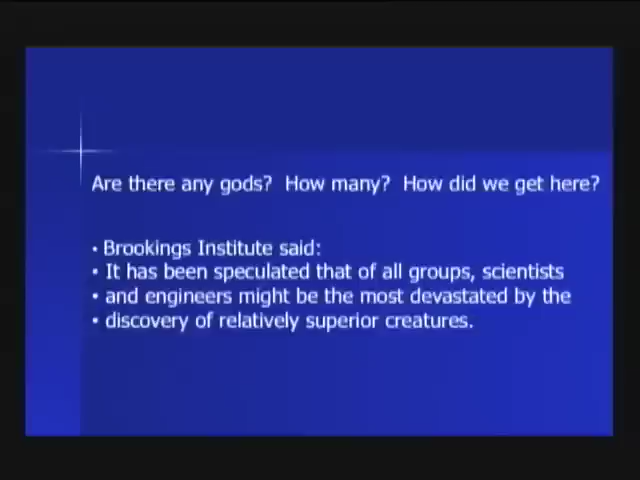 Are there any gods? How many? How did we get here?
• Brookings Institute said:
• It has been speculated that of all groups, scientists
• and engineers might be the most devastated by the
• discovery of relatively superior creatures.